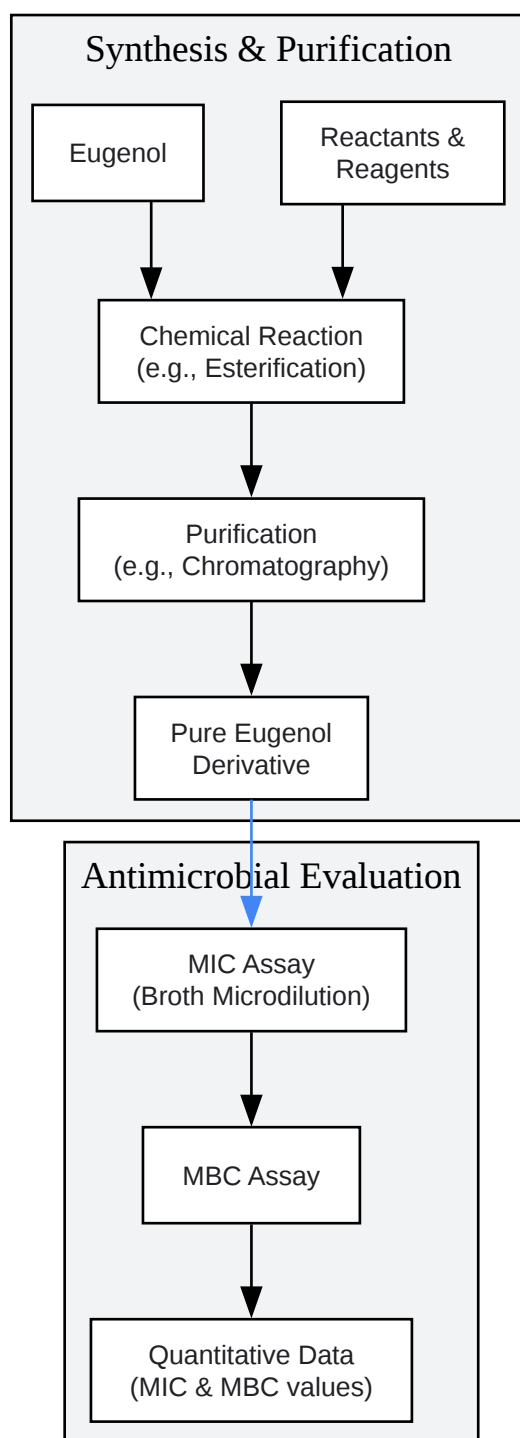 Synthesis & Purification
Eugenol
Reactants &
Reagents
Chemical Reaction
(e.g., Esterification)
Purification
(e.g., Chromatography)
Pure Eugenol
Derivative
Antimicrobial Evaluation
MIC Assay
(Broth Microdilution)
MBC Assay
Quantitative Data
(MIC & MBC values)